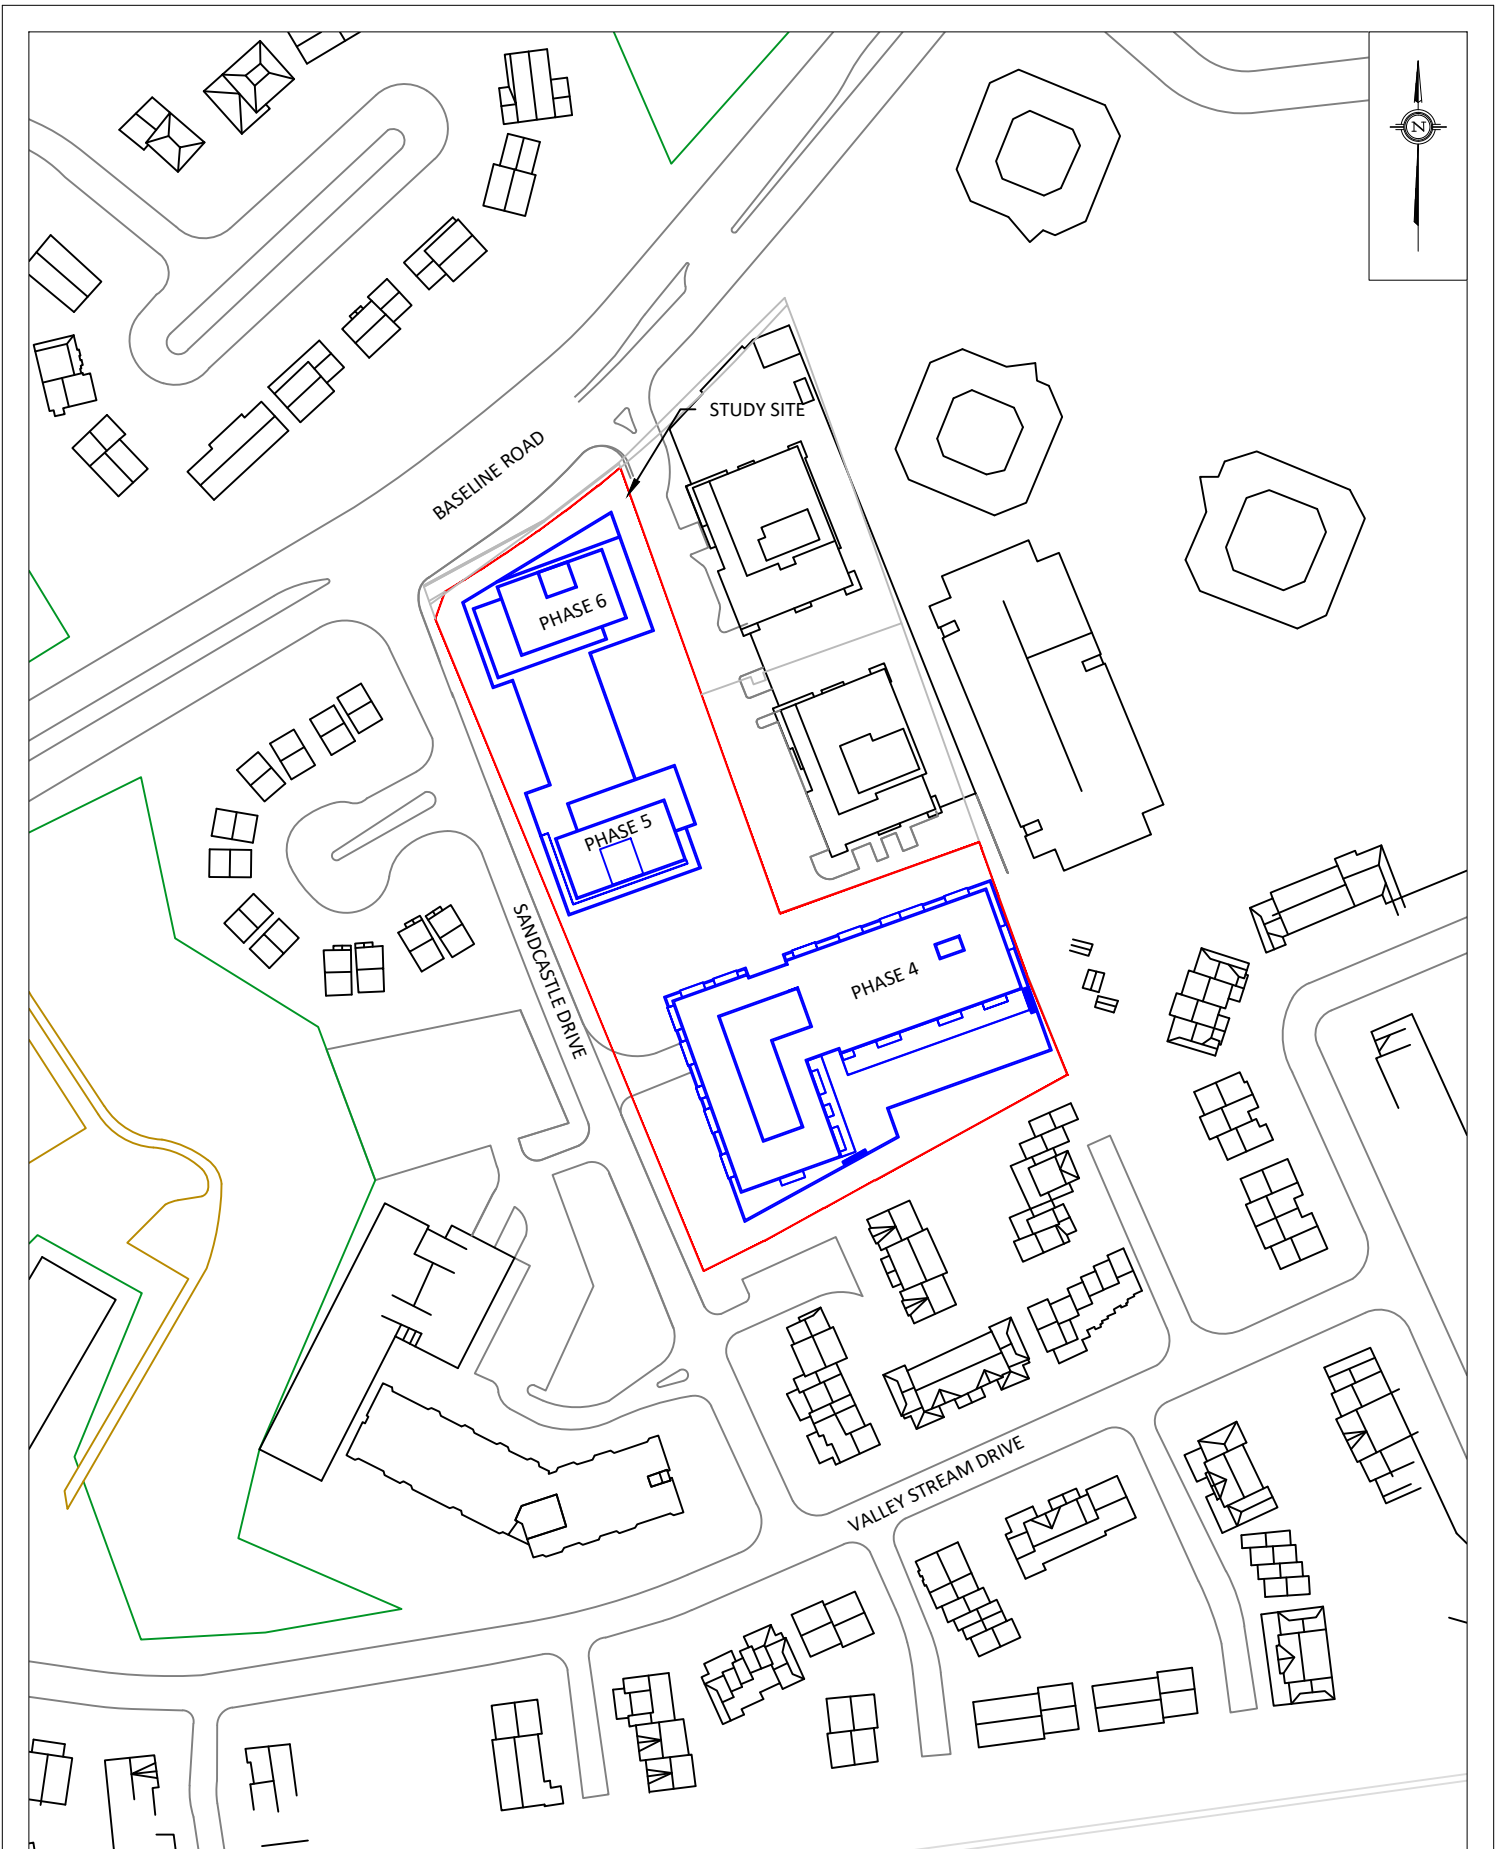 N
STUDY SITE
BASELINE ROAD
PHASE 6
PHASE 5
SANDCASTLE DRIVE
PHASE 4
VALLEY STREAM DRIVE